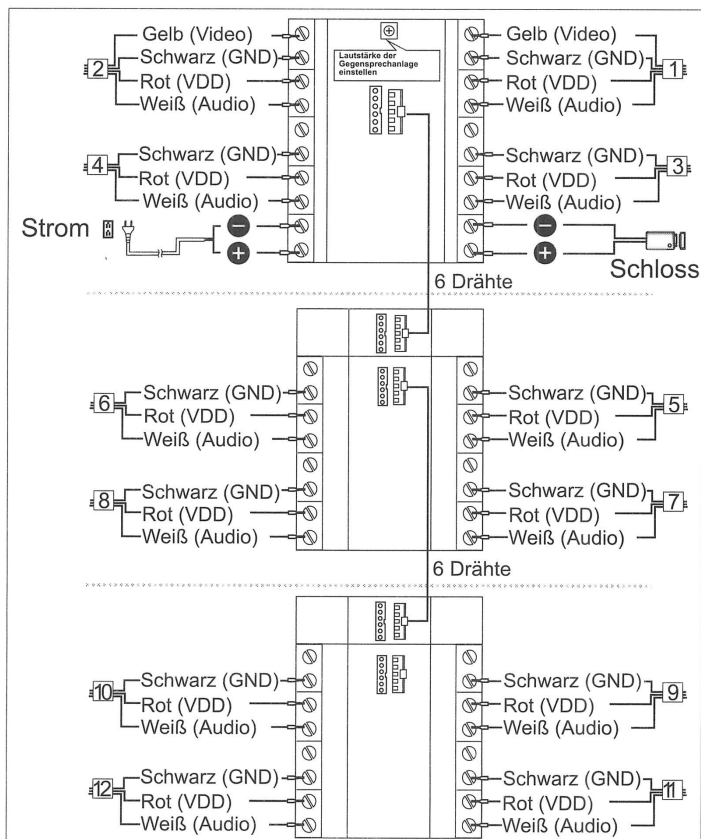 Gelb (Video)
Schwarz (GND)
2
Rot (VDD)
Weiß (Audio)
Schwarz (GND)
4
Rot (VDD)
Weiß (Audio)
Strom
−
+
Lautstärke der
Gegensprechanlage
einstellen
Gelb (Video)
Schwarz (GND)
1
Rot (VDD)
Weiß (Audio)
Schwarz (GND)
3
Rot (VDD)
Weiß (Audio)
−
+
Schloss
6 Drähte
Schwarz (GND)
6
Rot (VDD)
Weiß (Audio)
Schwarz (GND)
8
Rot (VDD)
Weiß (Audio)
Schwarz (GND)
5
Rot (VDD)
Weiß (Audio)
Schwarz (GND)
7
Rot (VDD)
Weiß (Audio)
6 Drähte
Schwarz (GND)
10
Rot (VDD)
Weiß (Audio)
Schwarz (GND)
12
Rot (VDD)
Weiß (Audio)
Schwarz (GND)
9
Rot (VDD)
Weiß (Audio)
Schwarz (GND)
11
Rot (VDD)
Weiß (Audio)